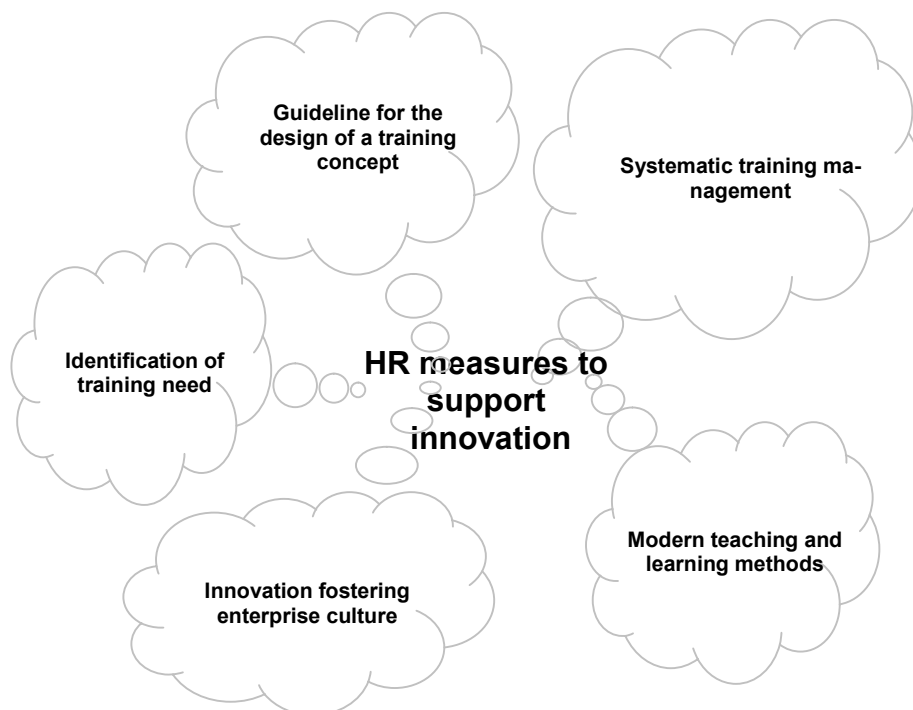 Guideline for the
design of a training
concept
Systematic training ma-
nagement
Identification of
training need
HR measures to
support
innovation
Modern teaching and
learning methods
Innovation fostering
enterprise culture